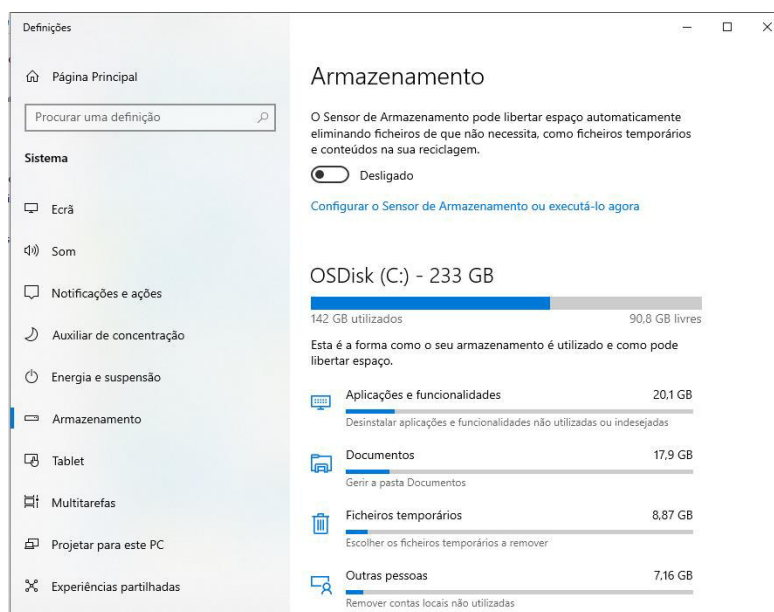 Definições
Página Principal
Procurar uma definição
Sistema
Ecrã
Som
Notificações e ações
Auxiliar de concentração
Energia e suspensão
Armazenamento
Tablet
Multitarefas
Projetar para este PC
Experiências partilhadas
Armazenamento
O Sensor de Armazenamento pode libertar espaço automaticamente
eliminando ficheiros de que não necessita, como ficheiros temporários
e conteúdos na sua reciclagem.
Desligado
Configurar o Sensor de Armazenamento ou executá-lo agora
OSDisk (C:) - 233 GB
142 GB utilizados 90,8 GB livres
Esta é a forma como o seu armazenamento é utilizado e como pode
libertar espaço.
Aplicações e funcionalidades 20,1 GB
Desinstalar aplicações e funcionalidades não utilizadas ou indesejadas
Documentos 17,9 GB
Gerir a pasta Documentos
Ficheiros temporários 8,87 GB
Escolher os ficheiros temporários a remover
Outras pessoas 7,16 GB
Remover contas locais não utilizadas